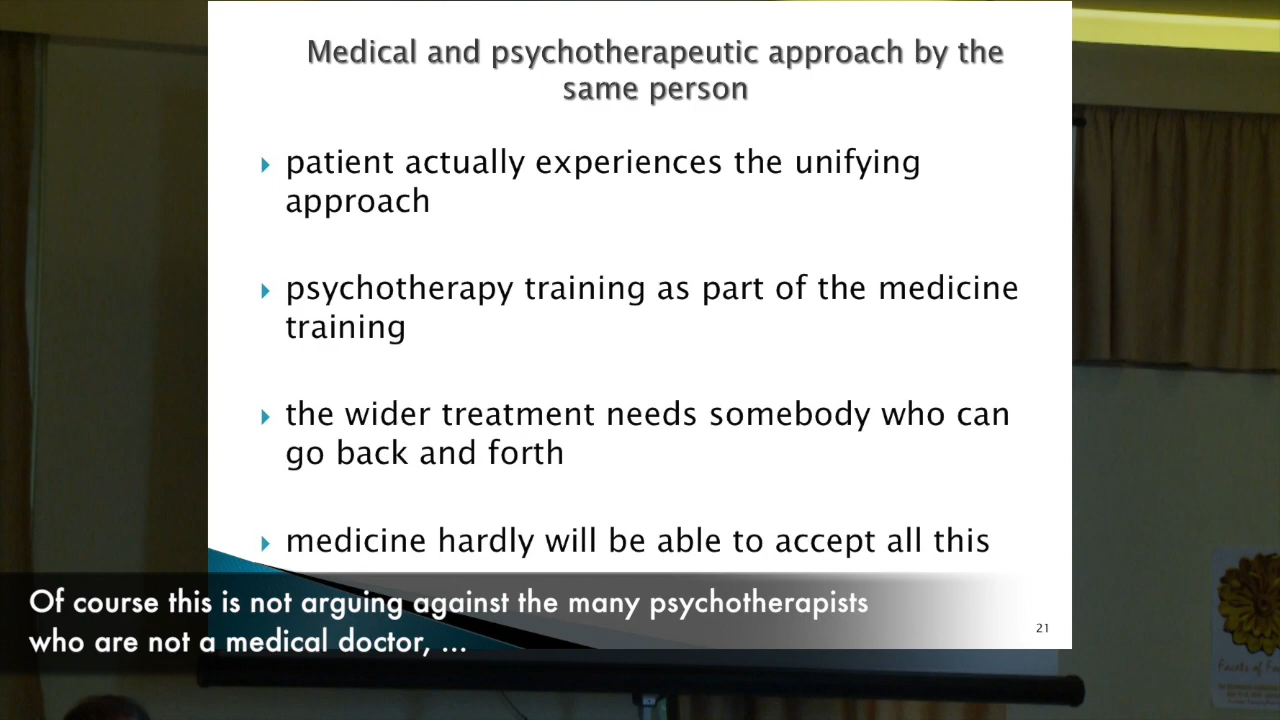 Medical and psychotherapeutic approach by the
same person
patient actually experiences the unifying
approach
psychotherapy training as part of the medicine
training
the wider treatment needs somebody who can
go back and forth
medicine hardly will be able to accept all this
Of course this is not arguing against the many psychotherapists
who are not a medical doctor, ...
21
Facets of